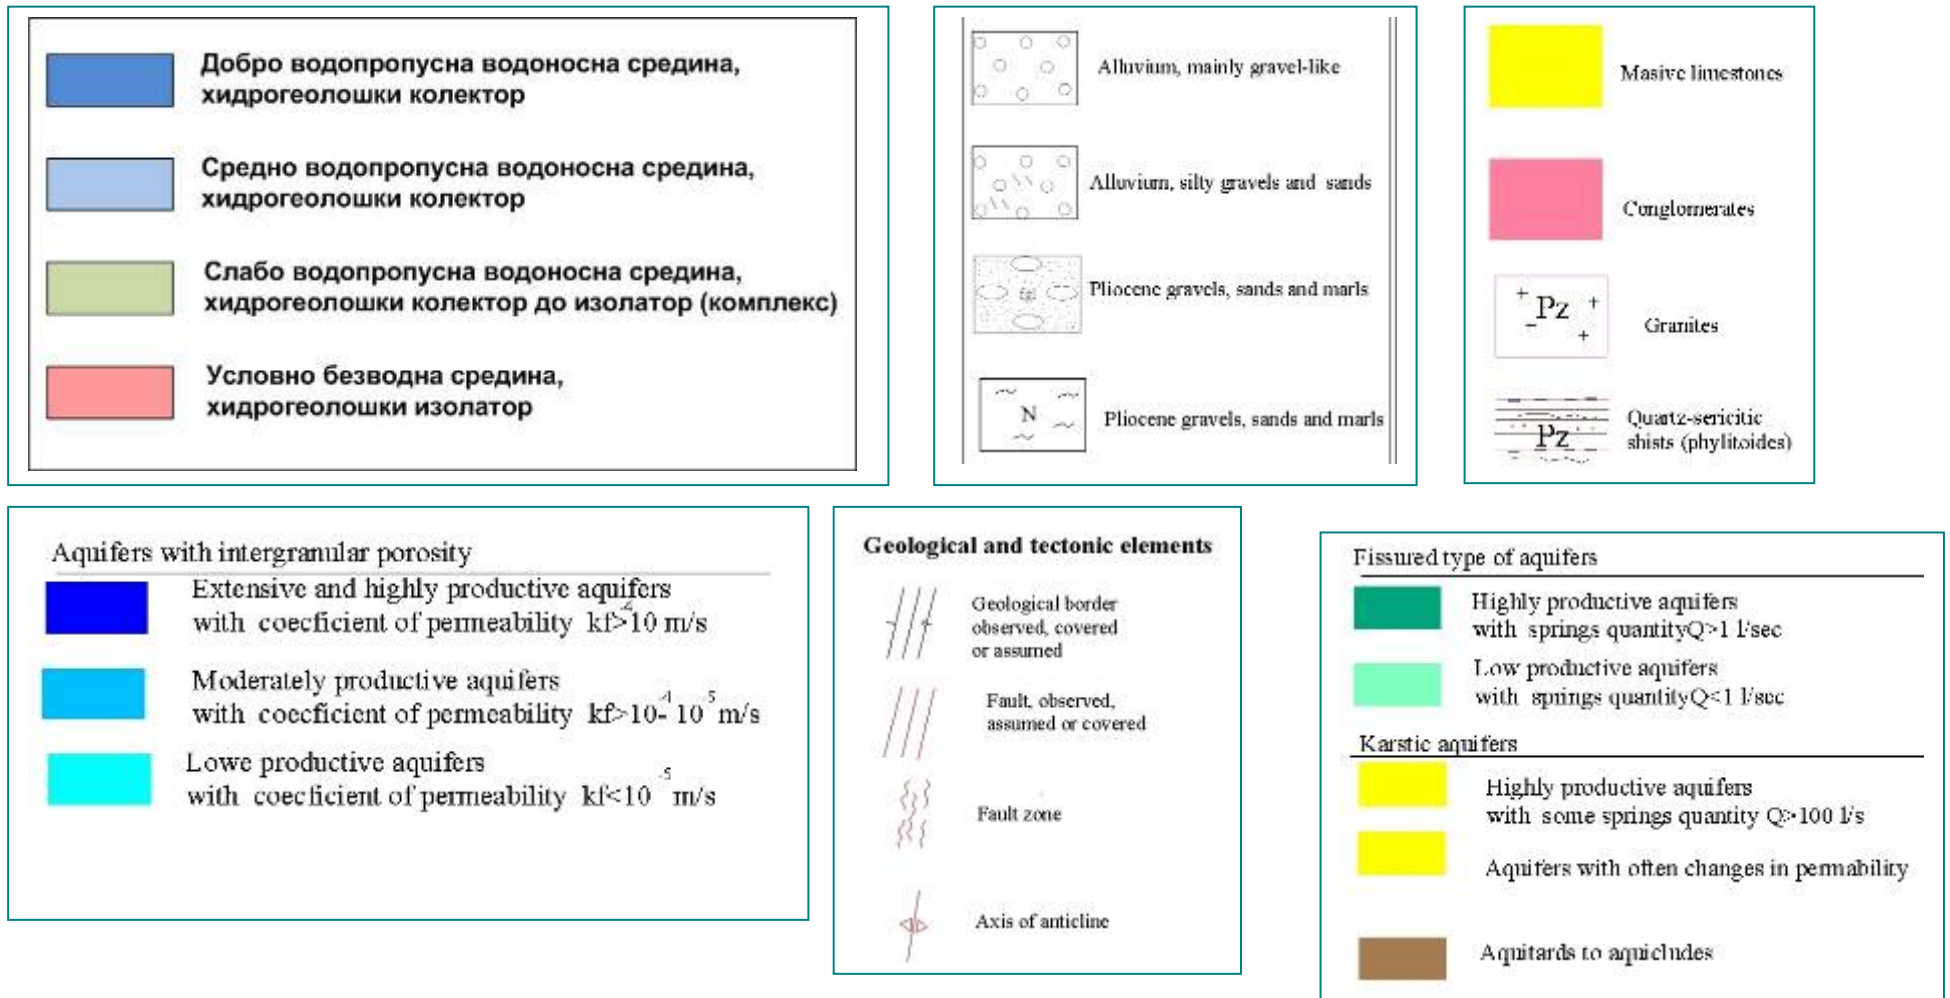 Добро водопропусна водоносна средина,
хидрогеолошки колектор
Средно водопропусна водоносна средина,
хидрогеолошки колектор
Слабо водопропусна водоносна средина,
хидрогеолошки колектор до изолатор (комплекс)
Условно безводна средина,
хидрогеолошки изолатор
Alluvium, mainly gravel-like
Alluvium, silty gravels and sands
Pliocene gravels, sands and marls
N
Pliocene gravels, sands and marls
Masive limestones
Conglomerates
Pz
Granites
Pz
Quartz-sericitic
shists (phylitoides)
Aquifers with intergranular porosity
Extensive and highly productive aquifers
with coecficient of permeability kf>10⁻⁴ m/s
Moderately productive aquifers
with coecficient of permeability kf>10⁻⁴- 10⁻⁵ m/s
Lowe productive aquifers
with coecficient of permeability kf<10⁻⁵ m/s
Geological and tectonic elements
Geological border
observed, covered
or assumed
Fault, observed,
assumed or covered
Fault zone
Axis of anticline
Fissured type of aquifers
Highly productive aquifers
with springs quantityQ>1 l/sec
Low productive aquifers
with springs quantityQ<1 l/sec
Karstic aquifers
Highly productive aquifers
with some springs quantity Q>100 l/s
Aquifers with often changes in permability
Aquitards to aquicludes